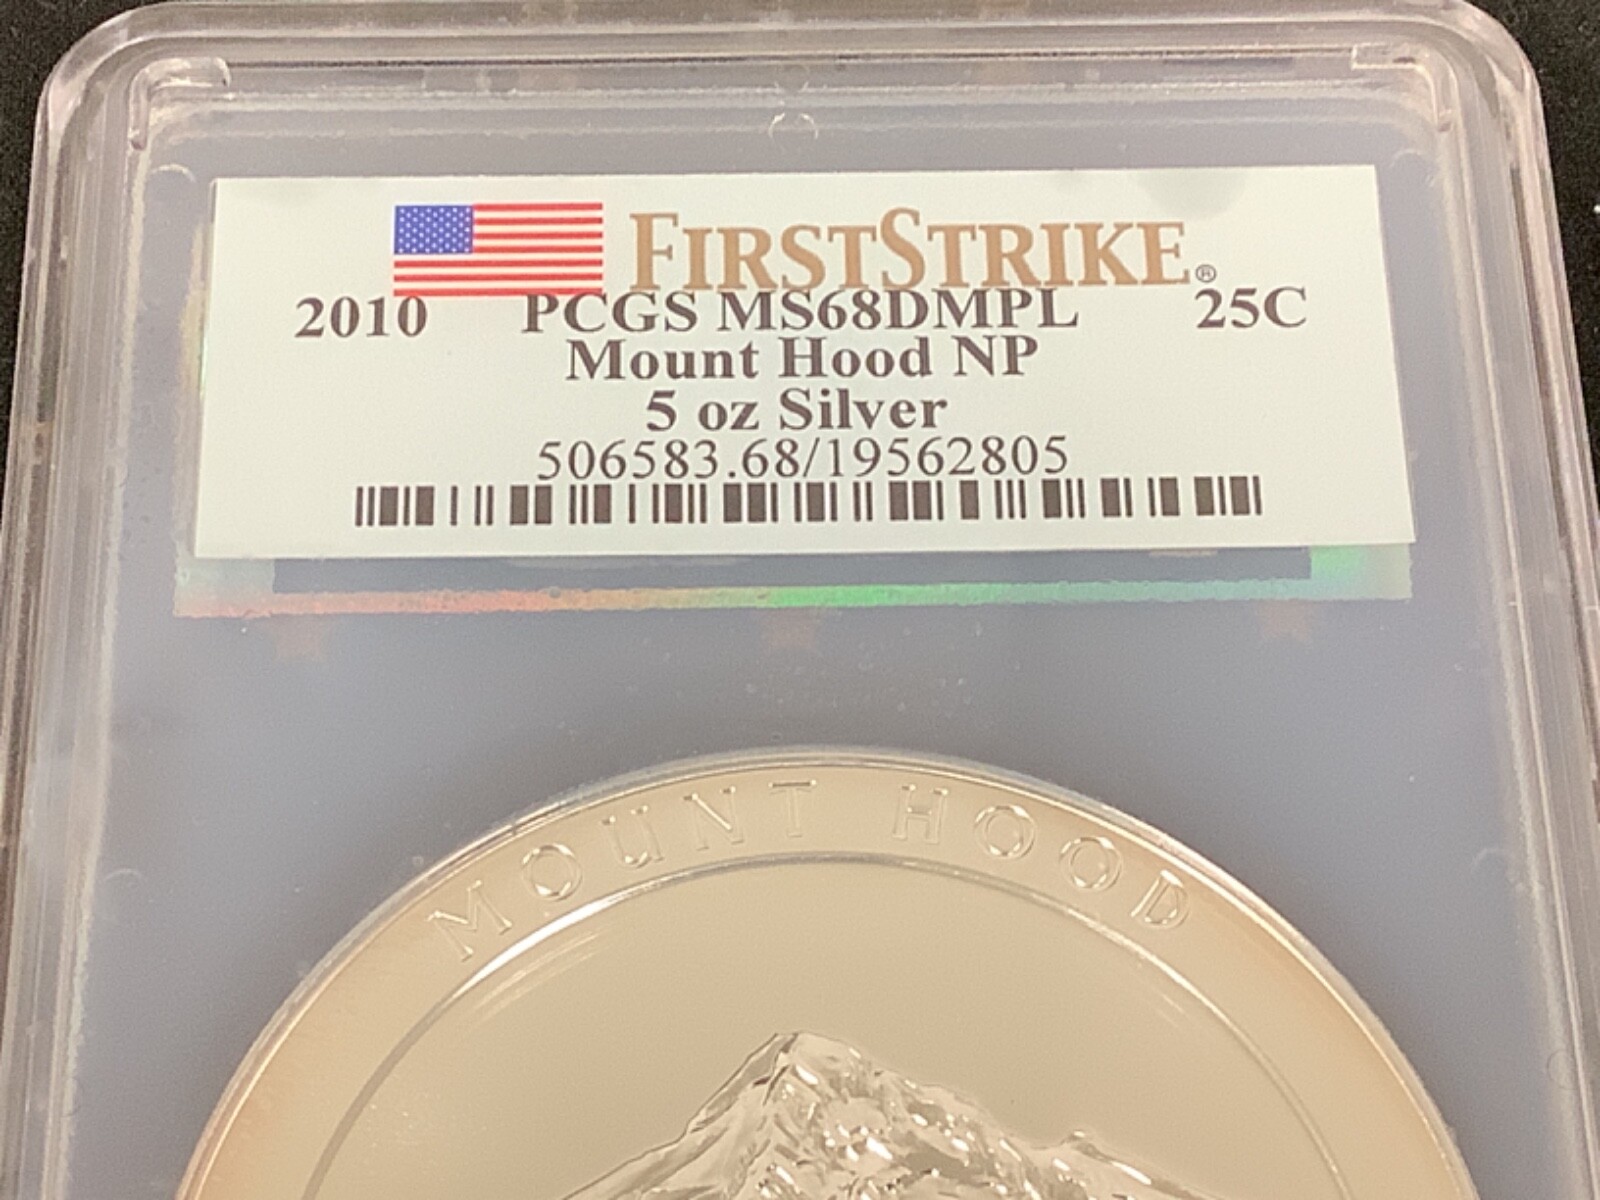 FIRSTSTRIKE®
2010 PCGS MS68DMPL 25C
Mount Hood NP
5 oz Silver
506583.68/19562805
MOUNT HOOD